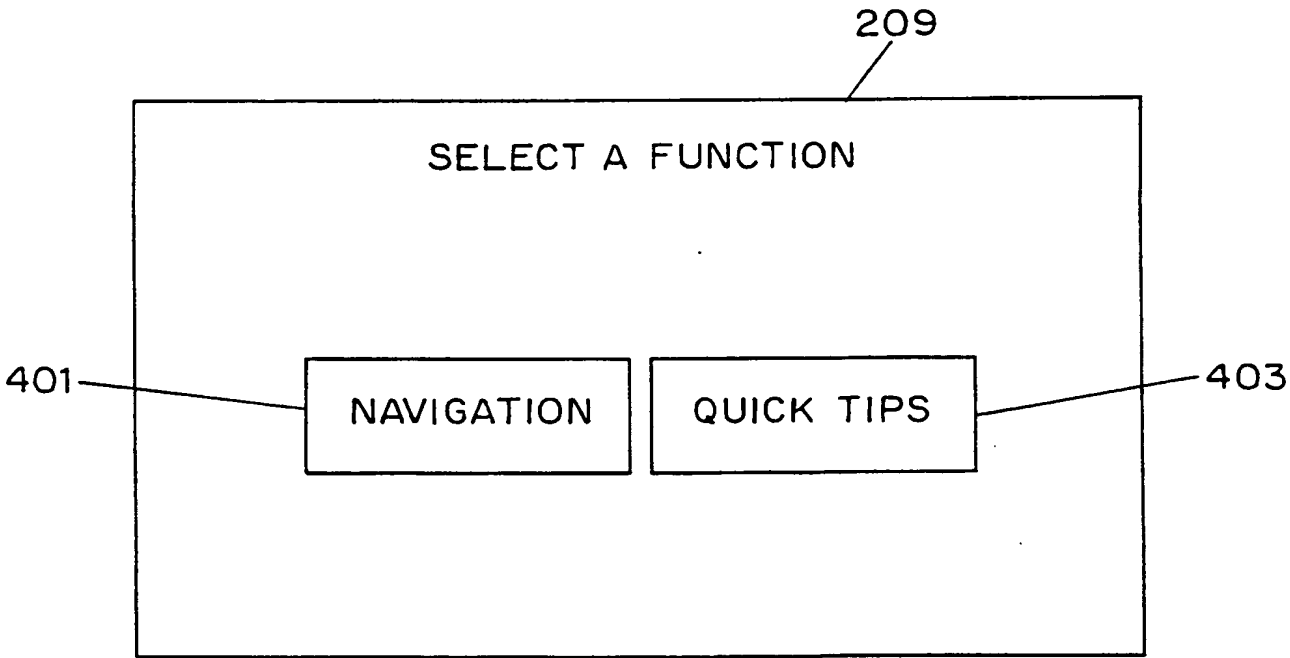 209
SELECT A FUNCTION
401
NAVIGATION
QUICK TIPS
403